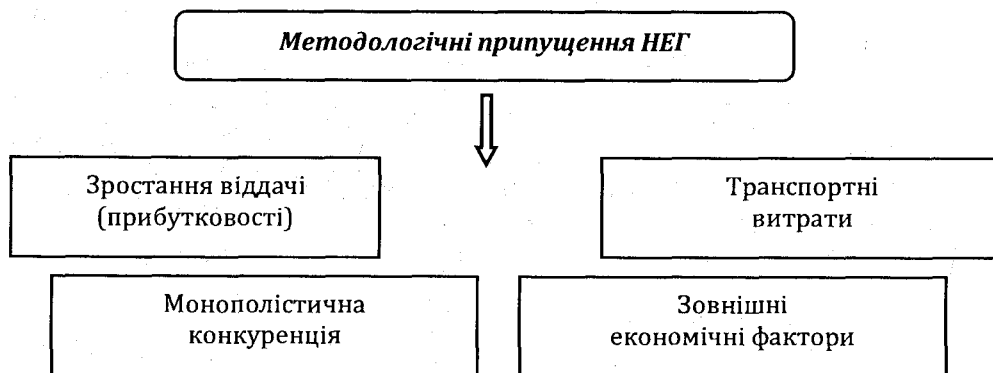 Методологічні припущення НЕГ
Зростання віддачі
(прибутковості)
Транспортні
витрати
Монополістична
конкуренція
Зовнішні
економічні фактори